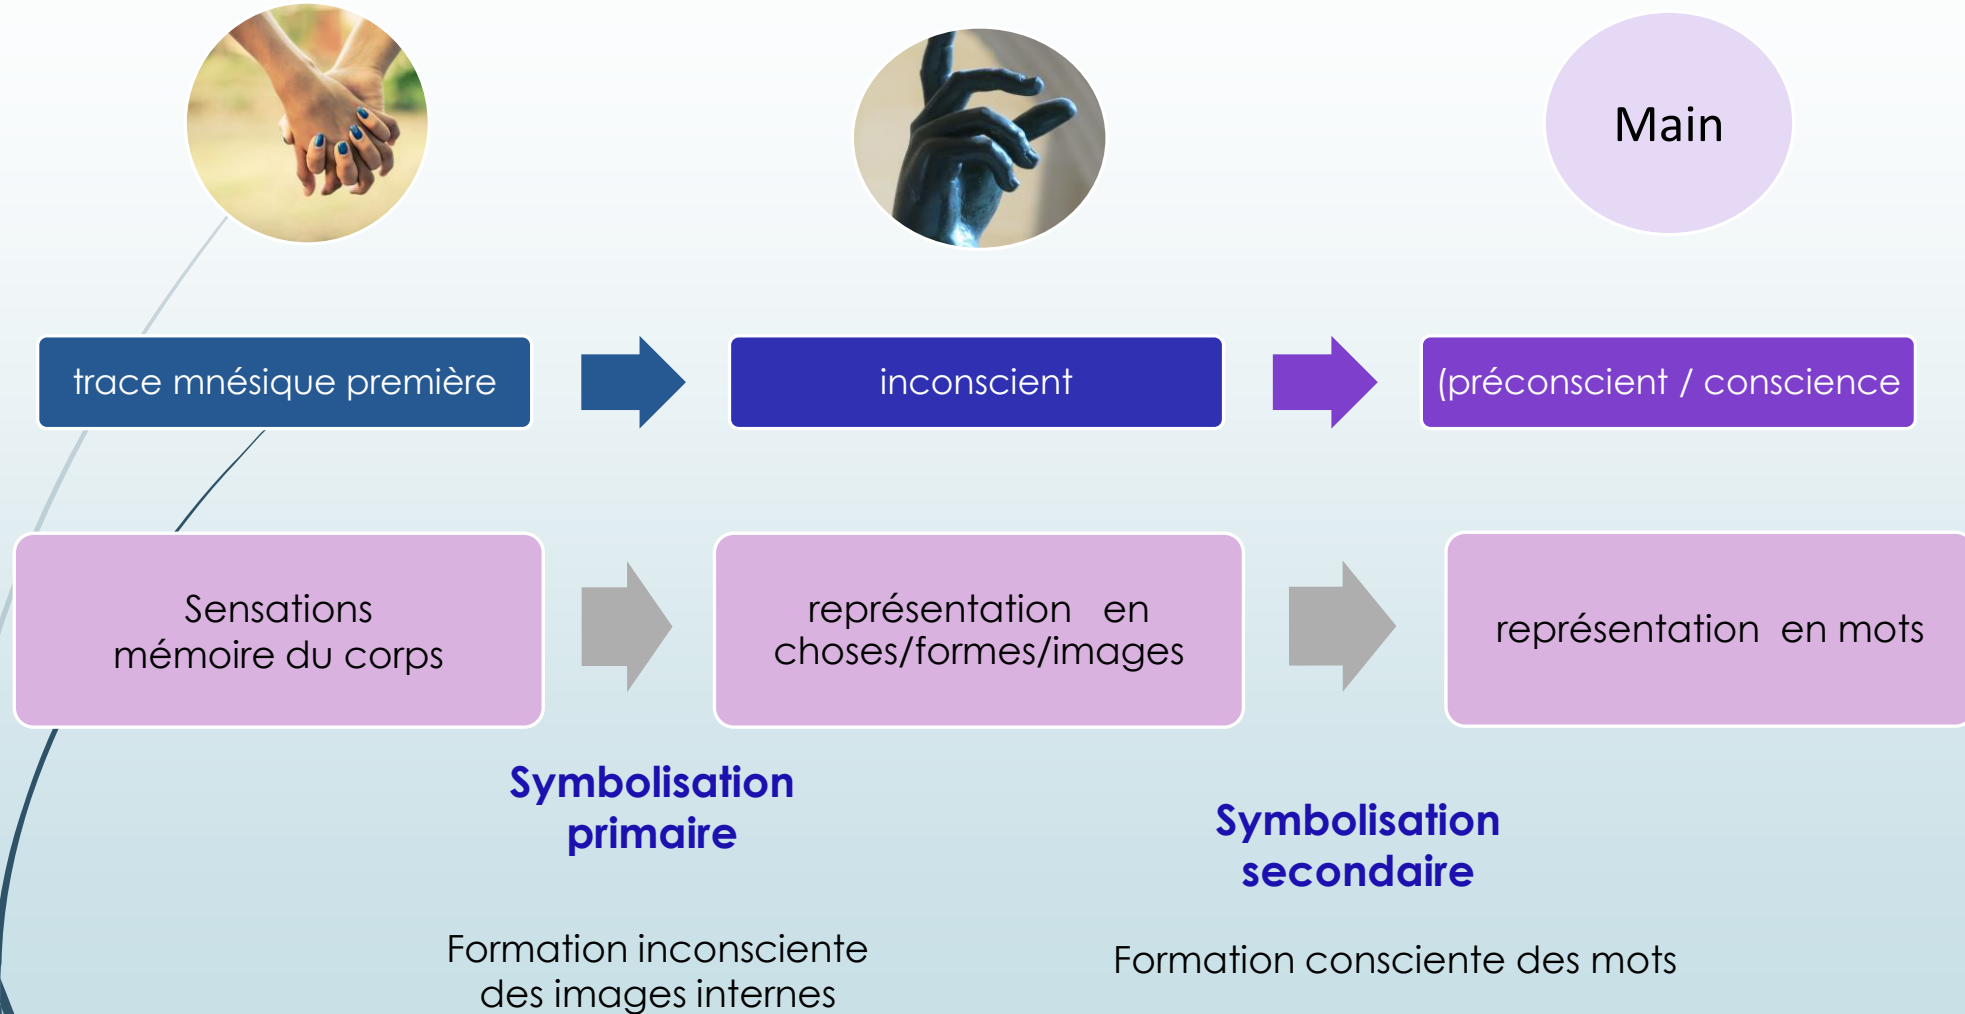 Main
trace mnésique première
inconscient
(préconscient / conscience
Sensations
mémoire du corps
représentation en
choses/formes/images
représentation en mots
Symbolisation
primaire
Symbolisation
secondaire
Formation inconsciente
des images internes
Formation consciente des mots